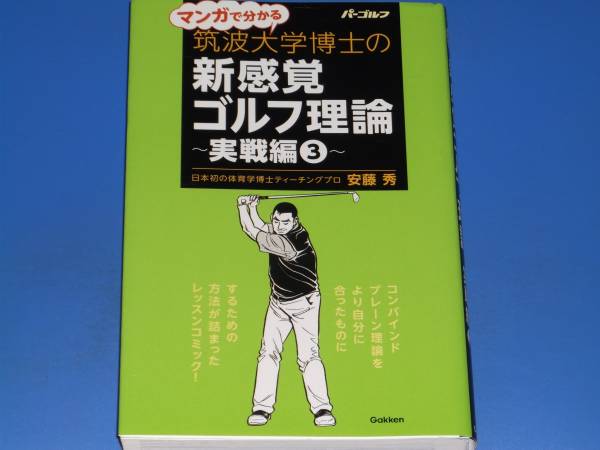 マンガで分かる
パーゴルフ
筑波大学博士の
新感覚
ゴルフ理論
〜実戦編❸〜
日本初の体育学博士ティーチングプロ 安藤 秀
コンバインド
プレーン理論を
より自分に
合ったものに
するための
方法が詰まった
レッスンコミック！
Gakken